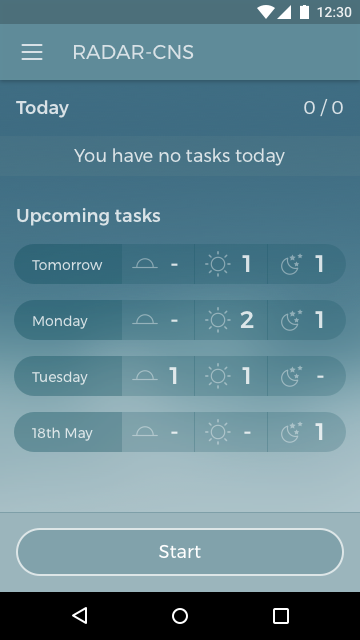 12:30
RADAR-CNS
Today 0 / 0
You have no tasks today
Upcoming tasks
Tomorrow - 1 1
Monday - 2 1
Tuesday 1 1 -
18th May - - 1
Start